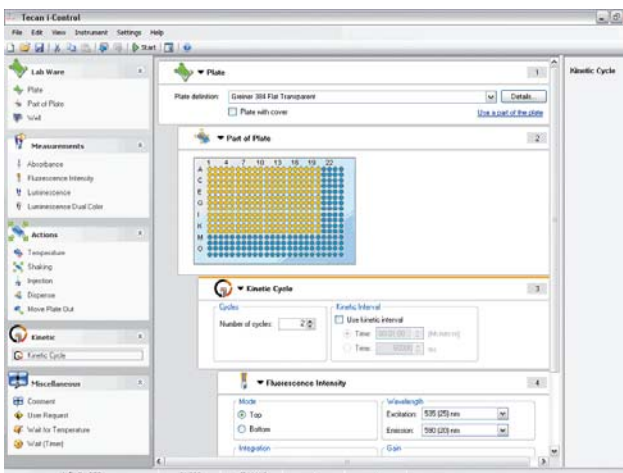 Tecan i-Control
File Edit View Instrument Settings Help
Start
Lab Ware
Plate
Part of Plate
Well
Measurements
Absorbance
Fluorescence Intensity
Luminescence
Luminescence Dual Color
Actions
Temperature
Shaking
Injection
Dispense
Move Plate Out
Kinetic
Kinetic Cycle
Miscellaneous
Comment
User Request
Wait for Temperature
Wait (Timer)
Plate 1
Plate definition: Greiner 384 Flat Transparent Details...
Plate with cover Use a part of the plate
Part of Plate 2
1 4 7 10 13 16 19 22
A
C
E
G
I
K
M
O
Kinetic Cycle 3
Cycles Kinetic Interval
Number of cycles: 2 Use kinetic interval
Time:
Time: ms
Fluorescence Intensity 4
Mode Wavelength
Top Excitation: 535 (25) nm
Bottom Emission: 590 (20) nm
Integration Gain
Kinetic Cycle